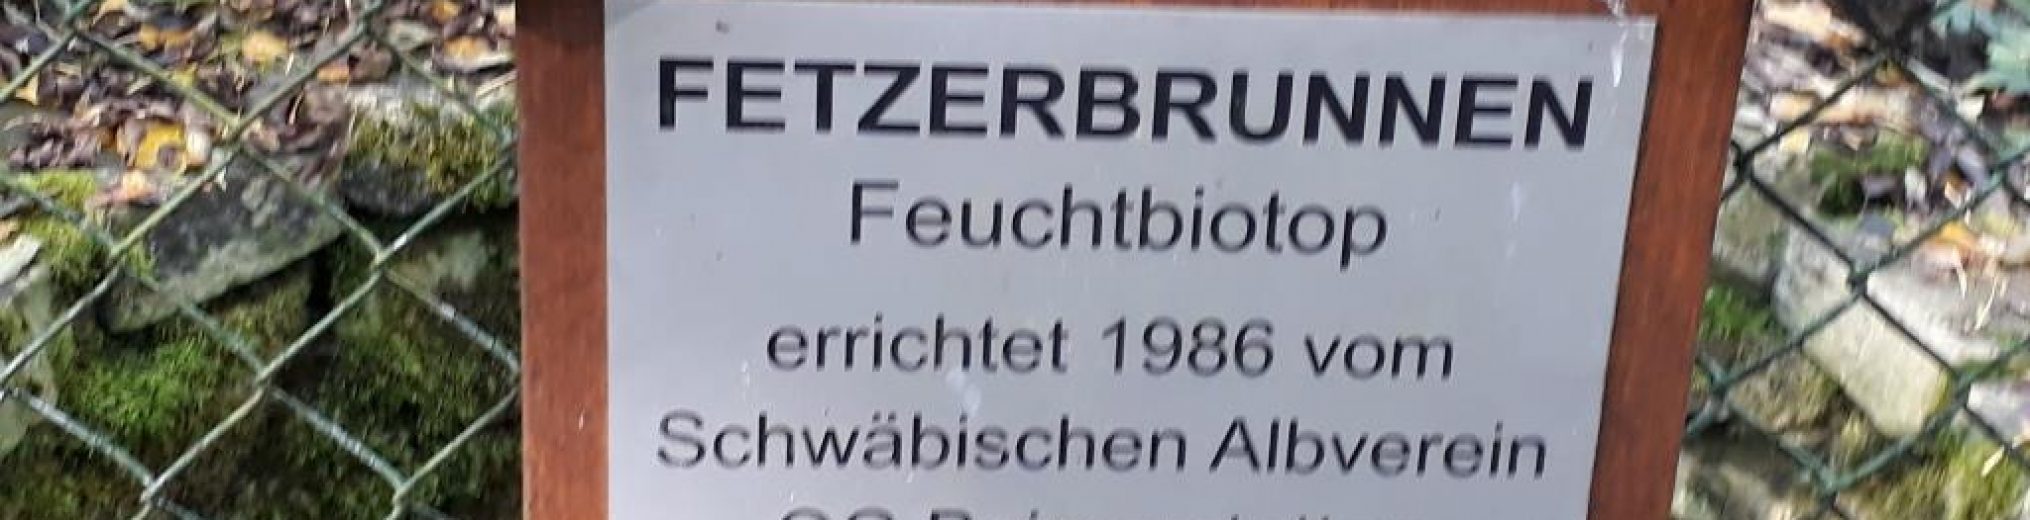 FETZERBRUNNEN
Feuchtbiotop
errichtet 1986 vom
Schwäbischen Albverein